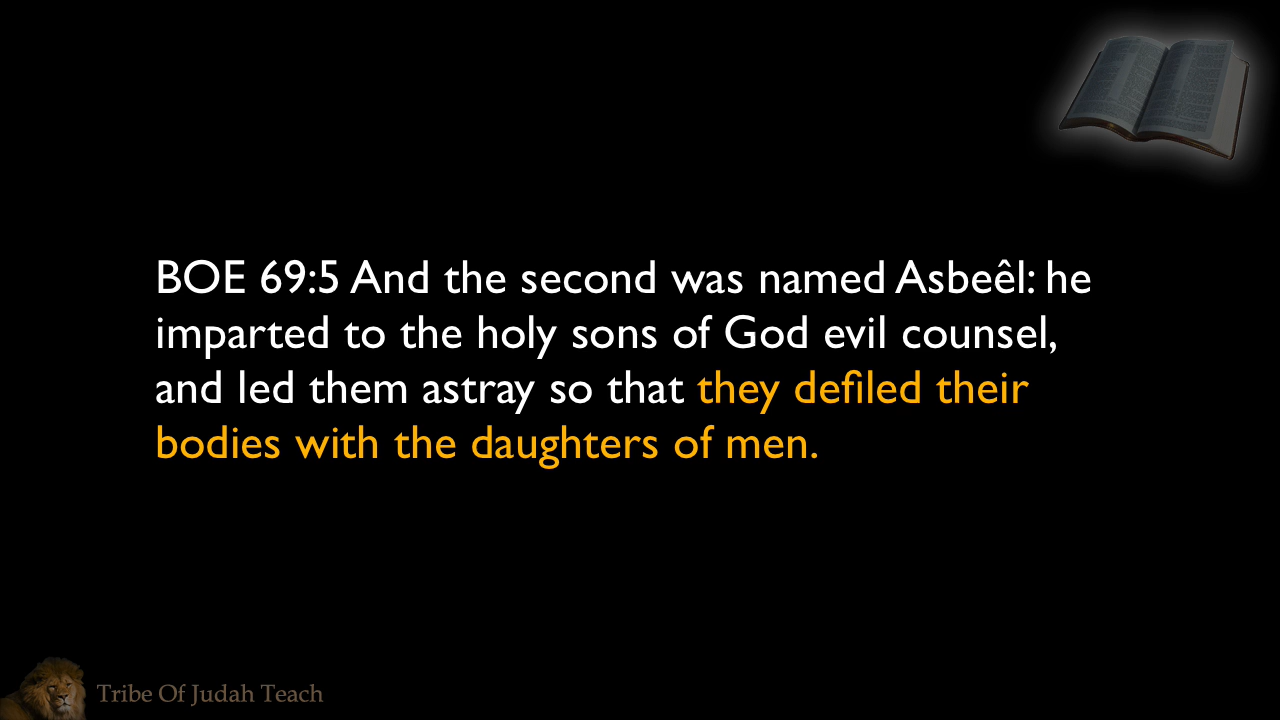 BOE 69:5 And the second was named Asbeêl: he
imparted to the holy sons of God evil counsel,
and led them astray so that they defiled their
bodies with the daughters of men.
Tribe Of Judah Teach